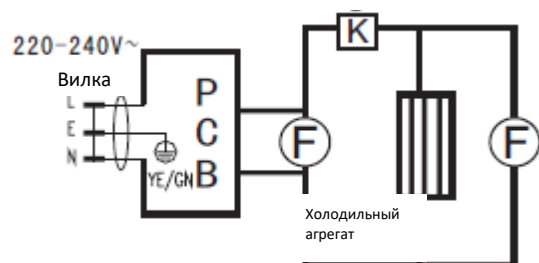 220-240V~
Вилка
L
E
N
YE/GN
P
C
B
K
F
F
Холодильный
агрегат